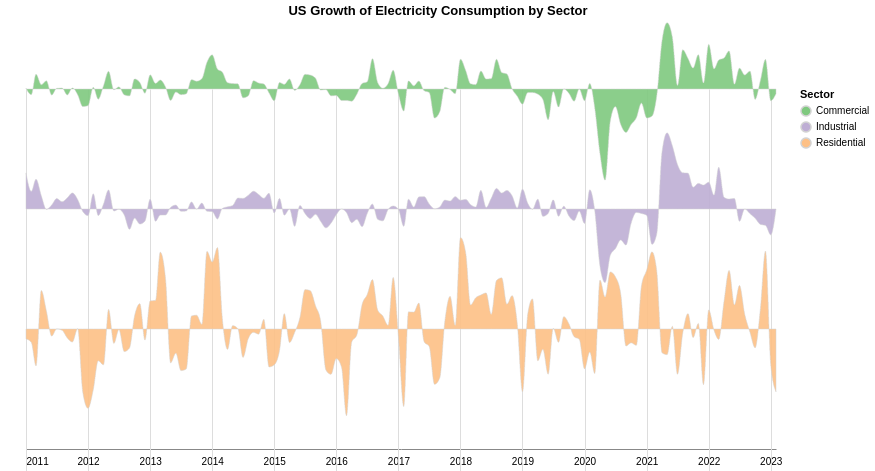 US Growth of Electricity Consumption by Sector
Sector
Commercial
Industrial
Residential
2011 2012 2013 2014 2015 2016 2017 2018 2019 2020 2021 2022 2023